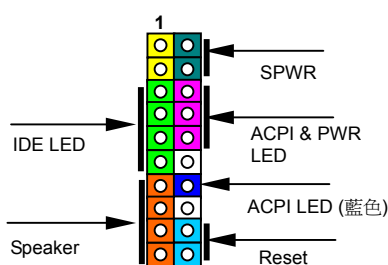 1
SPWR
IDE LED
ACPI & PWR
LED
ACPI LED (藍色)
Speaker
Reset